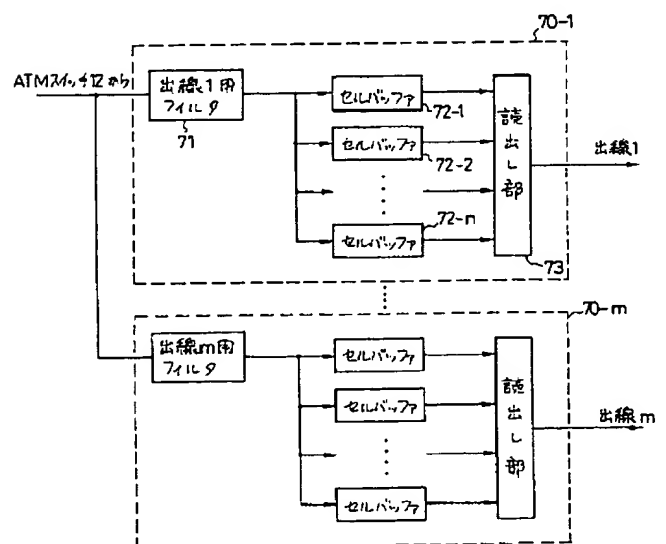 70-1
ATMスイッチ12から
出線1用
フィルタ
71
セルバッファ
72-1
セルバッファ
72-2
セルバッファ
72-n
読出し部
73
出線1
70-m
出線m用
フィルタ
セルバッファ
セルバッファ
セルバッファ
読出し部
出線m